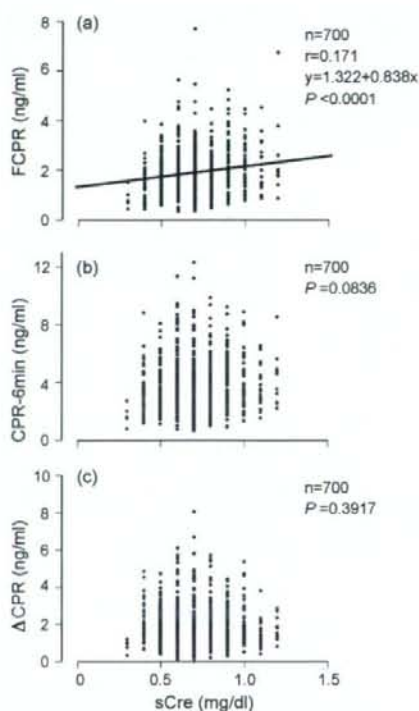 (a)
n=700
r=0.171
y=1.322+0.838x
P <0.0001
FCPR (ng/ml)
8
6
4
2
0
(b)
n=700
P =0.0836
CPR-6min (ng/ml)
12
8
4
0
(c)
n=700
P =0.3917
Δ CPR (ng/ml)
10
8
6
4
2
0
0 0.5 1.0 1.5
sCre (mg/dl)